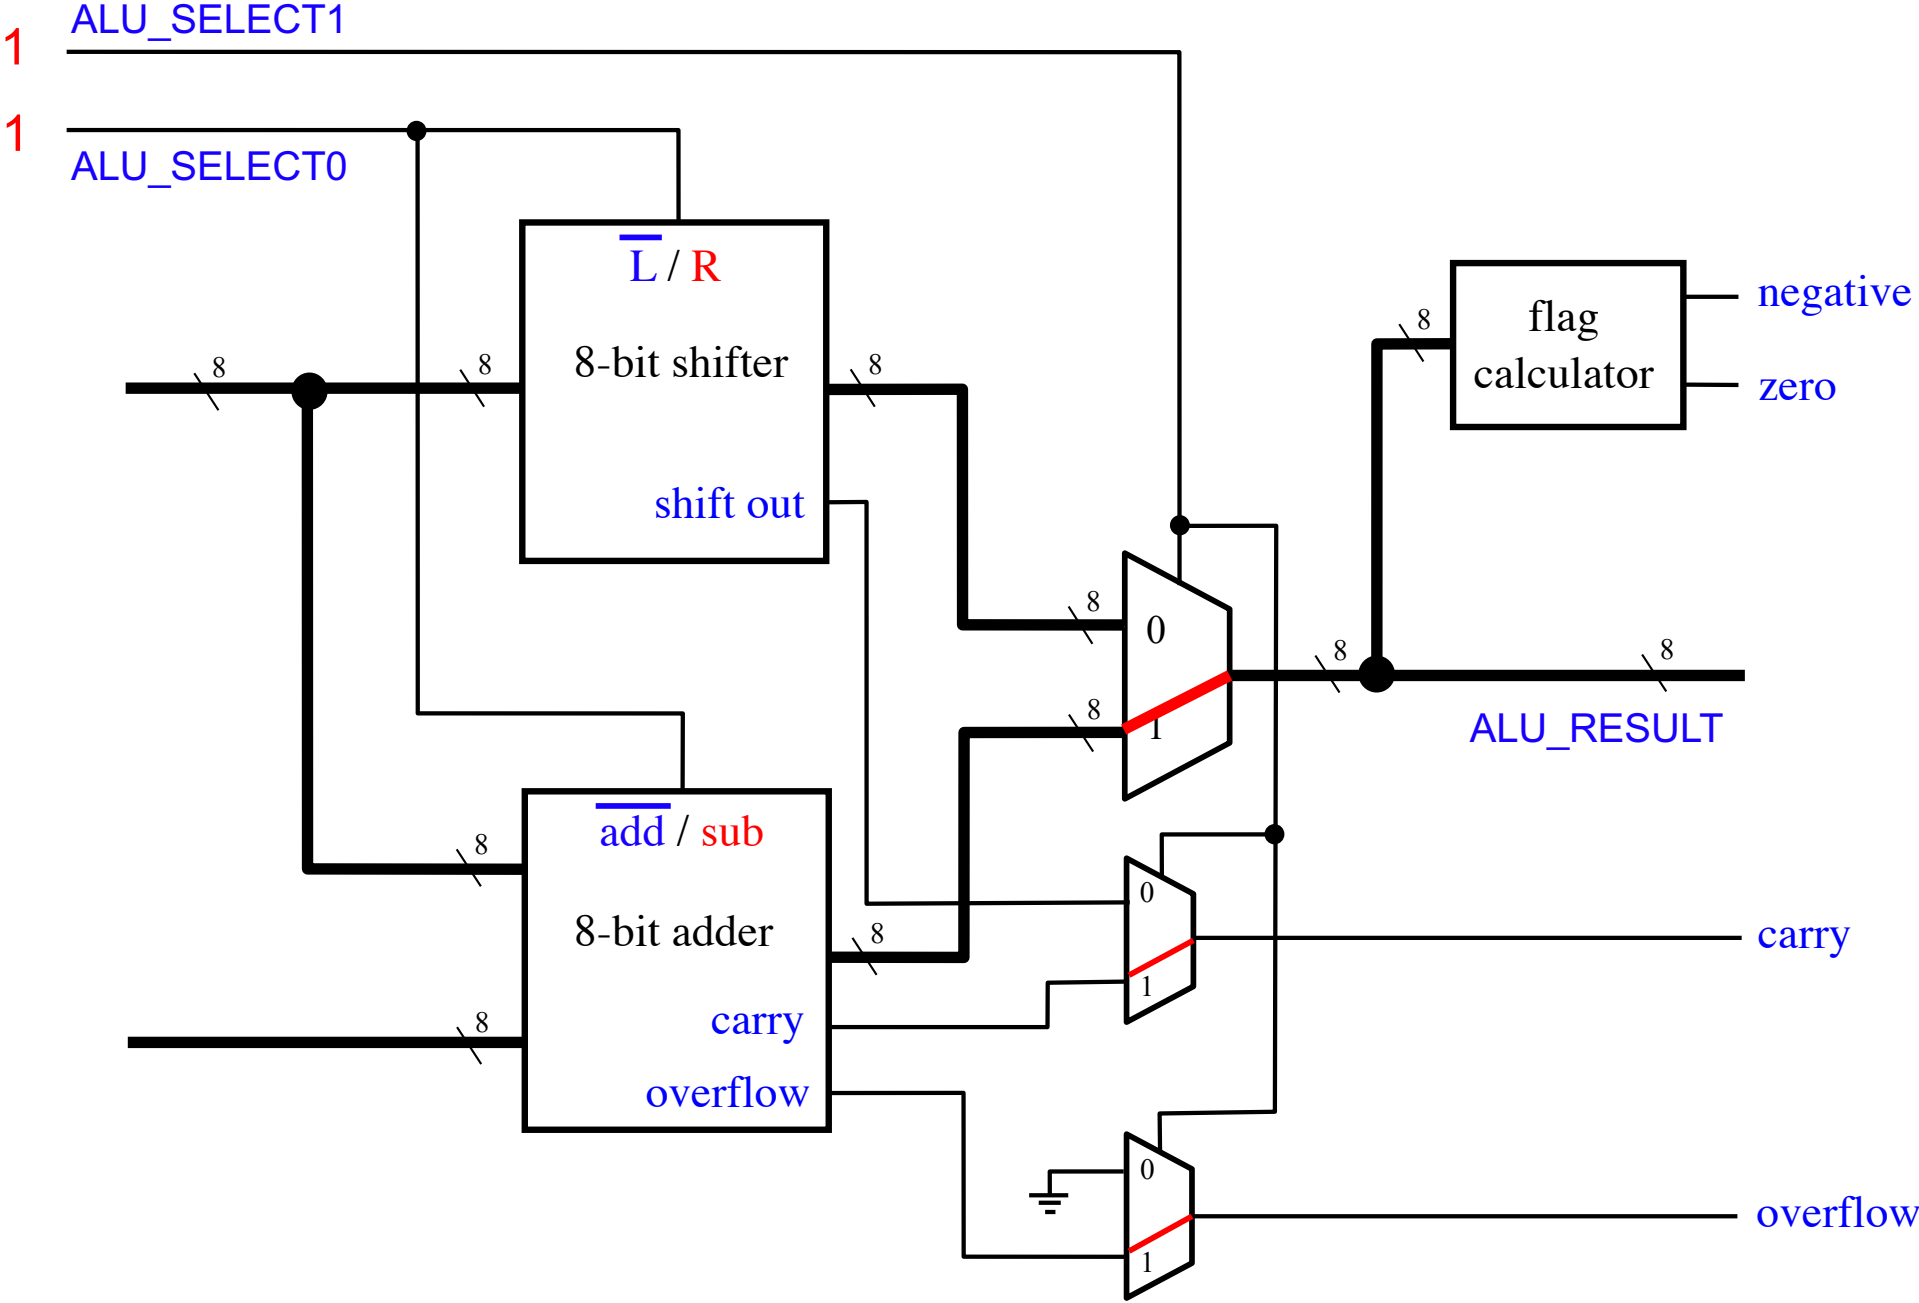 ALU_SELECT1
1
1
ALU_SELECT0
L / R
8-bit shifter
shift out
8
8
8
add / sub
8-bit adder
carry
overflow
8
8
8
8
8
0
1
8
8
ALU_RESULT
8
flag
calculator
negative
zero
0
1
carry
0
1
overflow